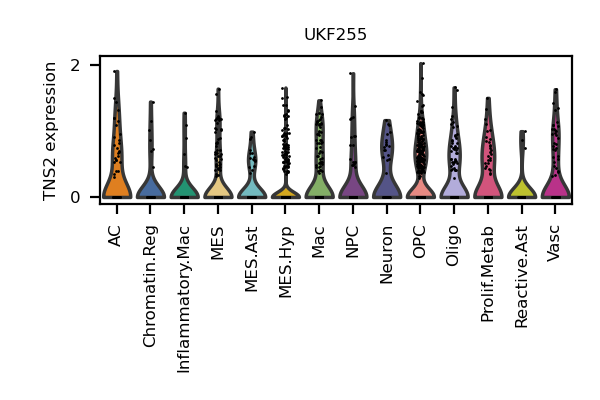 UKF255
TNS2 expression
2
0
AC
Chromatin.Reg
Inflammatory.Mac
MES
MES.Ast
MES.Hyp
Mac
NPC
Neuron
OPC
Oligo
Prolif.Metab
Reactive.Ast
Vasc